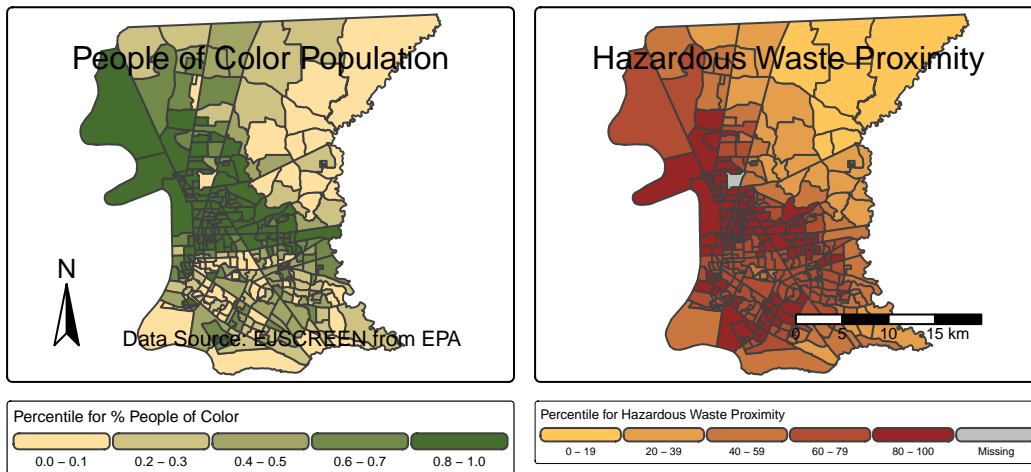 People of Color Population
N
Data Source: EJSCREEN from EPA
Percentile for % People of Color
0.0 – 0.1 0.2 – 0.3 0.4 – 0.5 0.6 – 0.7 0.8 – 1.0
Hazardous Waste Proximity
0 5 10 15 km
Percentile for Hazardous Waste Proximity
0 – 19 20 – 39 40 – 59 60 – 79 80 – 100 Missing